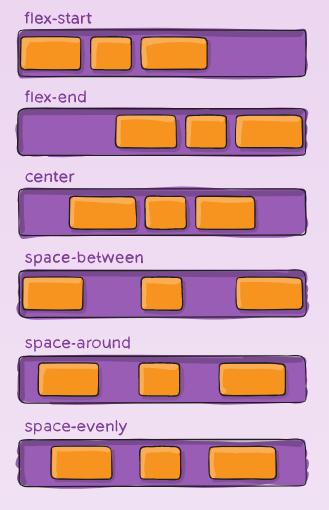 flex-start
flex-end
center
space-between
space-around
space-evenly